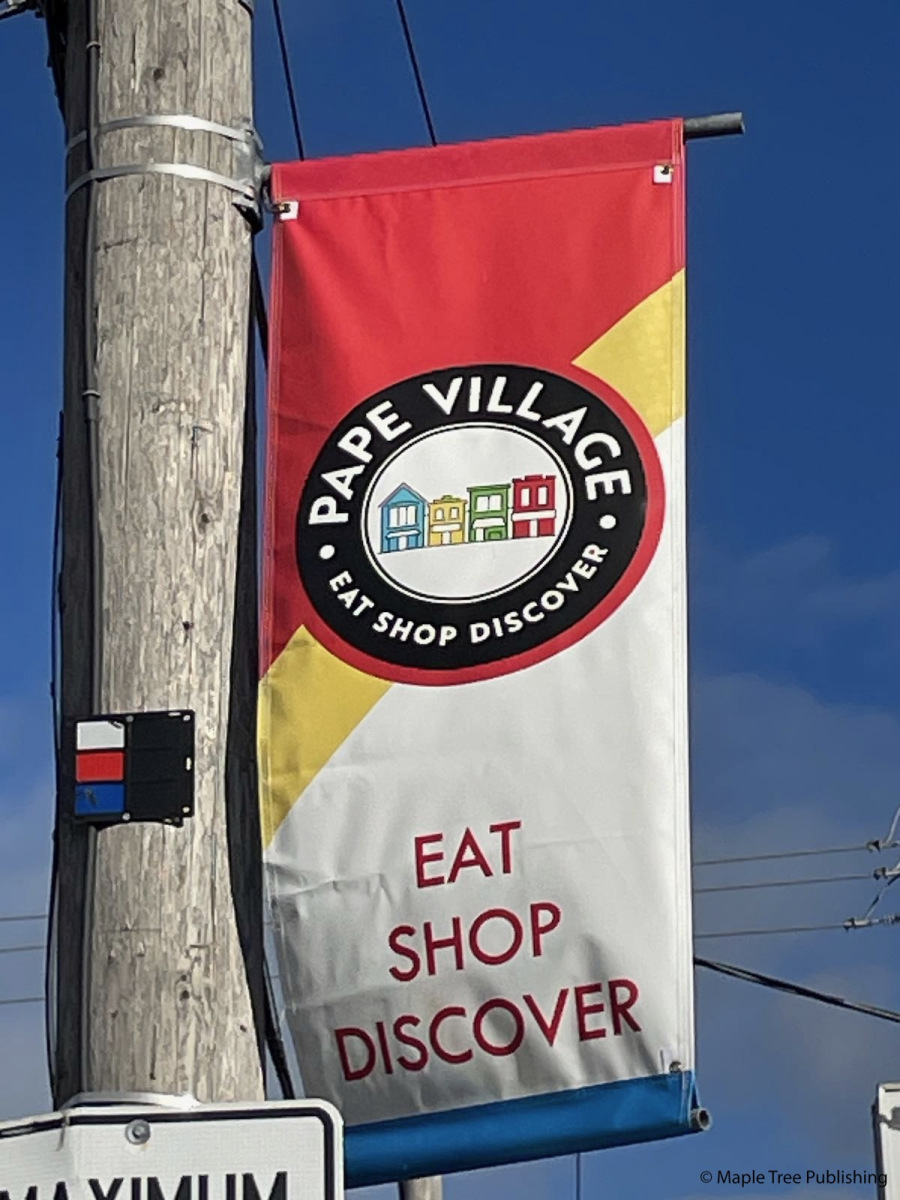 PAPE VILLAGE
• EAT SHOP DISCOVER •
EAT
SHOP
DISCOVER
MAXIMUM
© Maple Tree Publishing